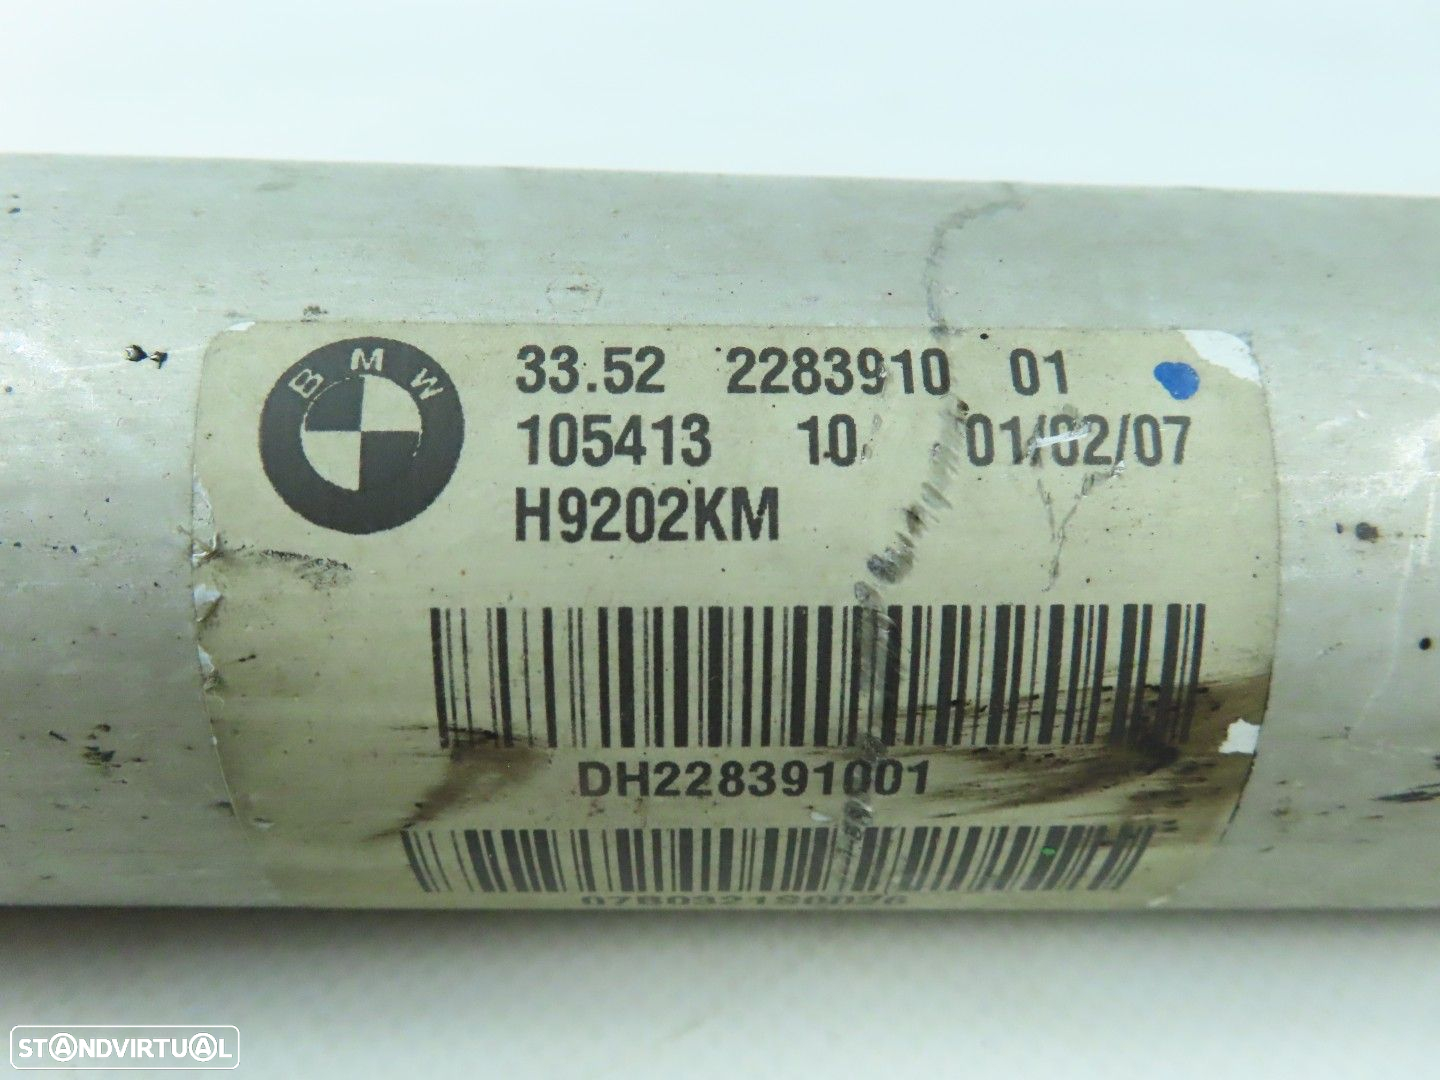 BMW
33.52 2283910 01
105413 10 01/02/07
H9202KM
DH228391001
STANDVIRTUAL